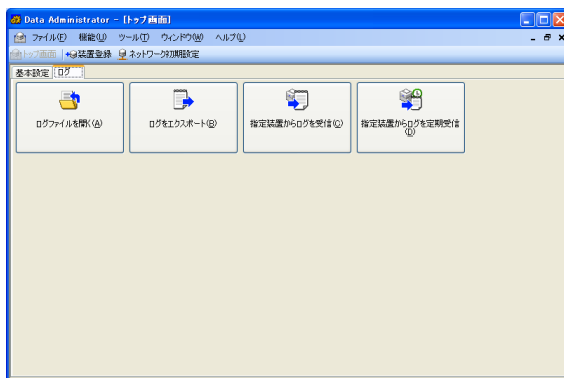 Data Administrator - [トップ画面]
ファイル(F) 機能(U) ツール(T) ウィンドウ(W) ヘルプ(L)
トップ画面 装置登録 ネットワーク初期設定
基本設定 ログ
ログファイルを開く(A) ログをエクスポート(B) 指定装置からログを受信(C) 指定装置からログを定期受信(D)